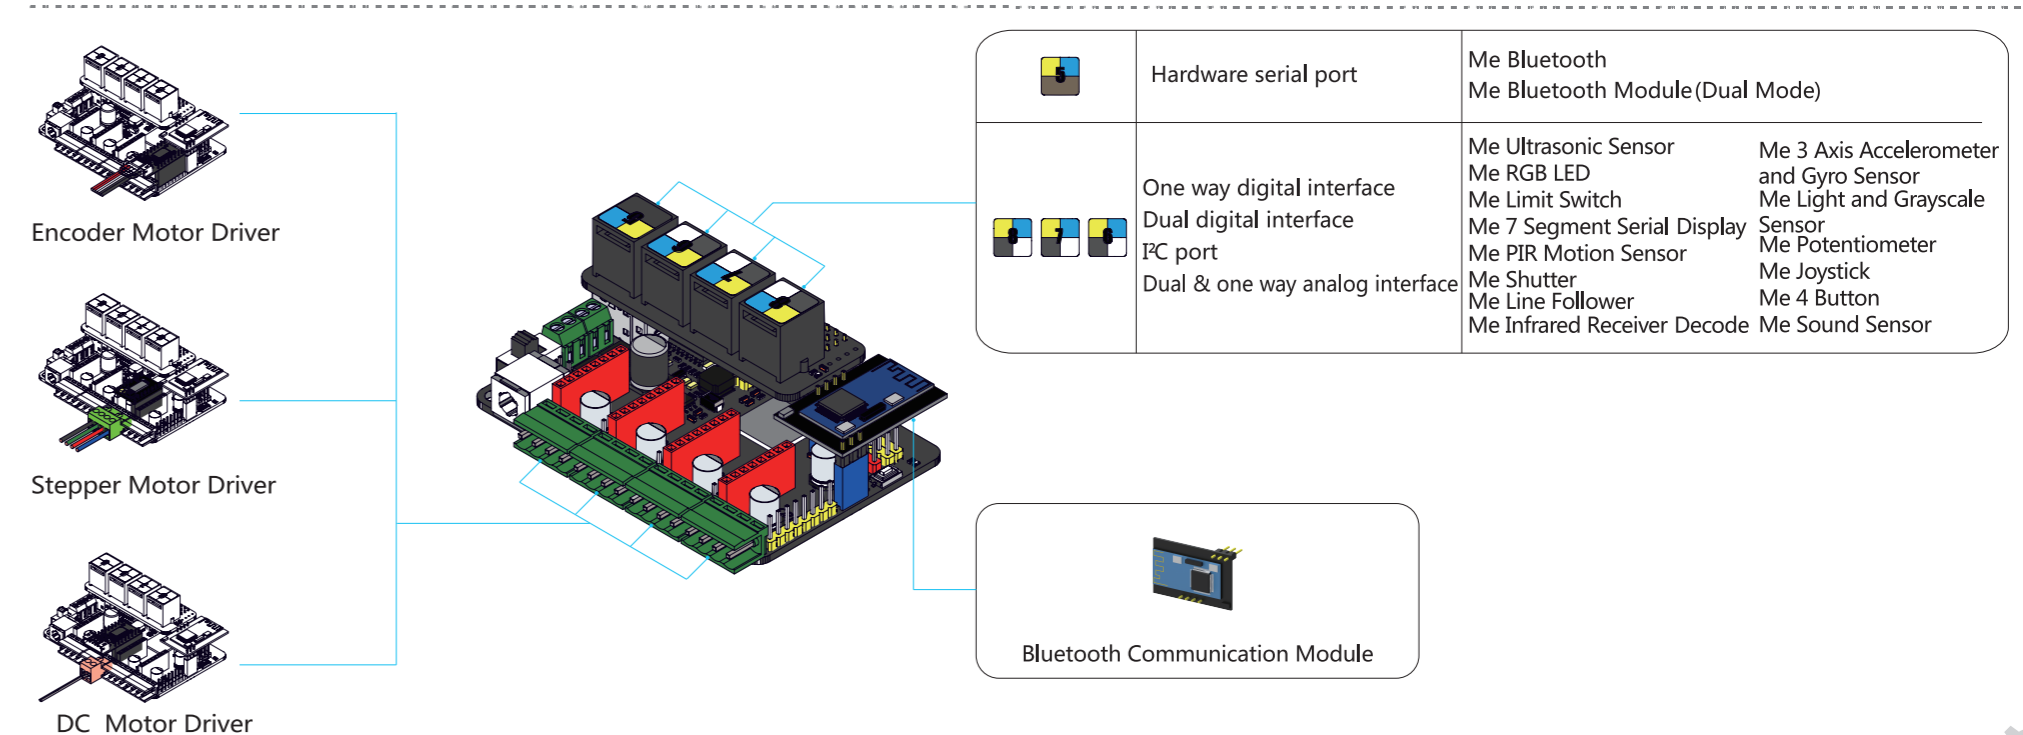 Encoder Motor Driver
Stepper Motor Driver
DC Motor Driver
5
Hardware serial port
Me Bluetooth
Me Bluetooth Module(Dual Mode)
8 7 6
One way digital interface
Dual digital interface
I²C port
Dual & one way analog interface
Me Ultrasonic Sensor
Me RGB LED
Me Limit Switch
Me 7 Segment Serial Display
Me PIR Motion Sensor
Me Shutter
Me Line Follower
Me Infrared Receiver Decode
Me 3 Axis Accelerometer
and Gyro Sensor
Me Light and Grayscale
Sensor
Me Potentiometer
Me Joystick
Me 4 Button
Me Sound Sensor
Bluetooth Communication Module